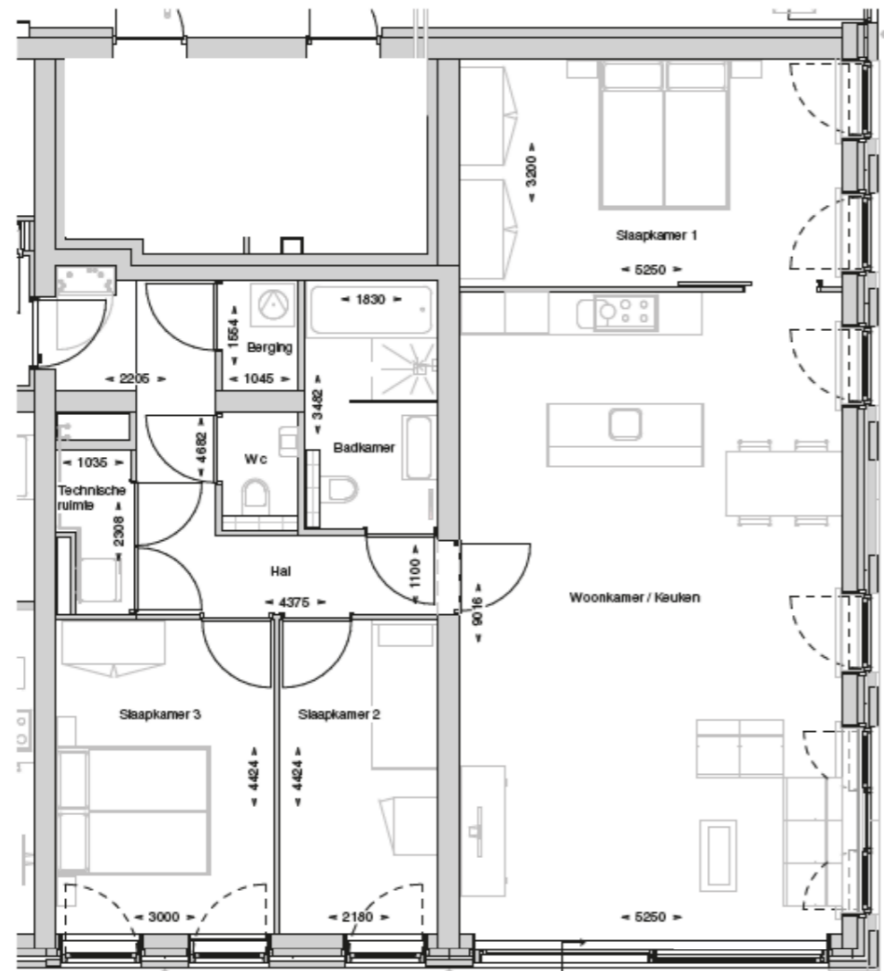 3200
Slaapkamer 1
5250
1830
1554
Berging
2205
1045
3482
4682
Wc
Badkamer
1035
Technische
ruimte
2308
Hal
1100
4375
9016
Woonkamer / Keuken
Slaapkamer 3
Slaapkamer 2
4424
4424
3000
2180
5250